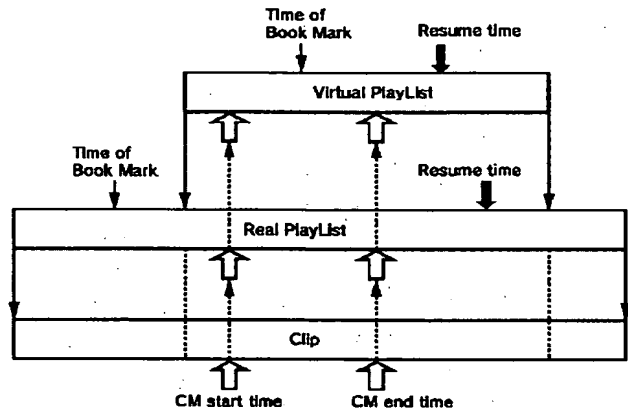 Time of
Book Mark
Resume time
Virtual PlayList
Time of
Book Mark
Resume time
Real PlayList
Clip
CM start time
CM end time